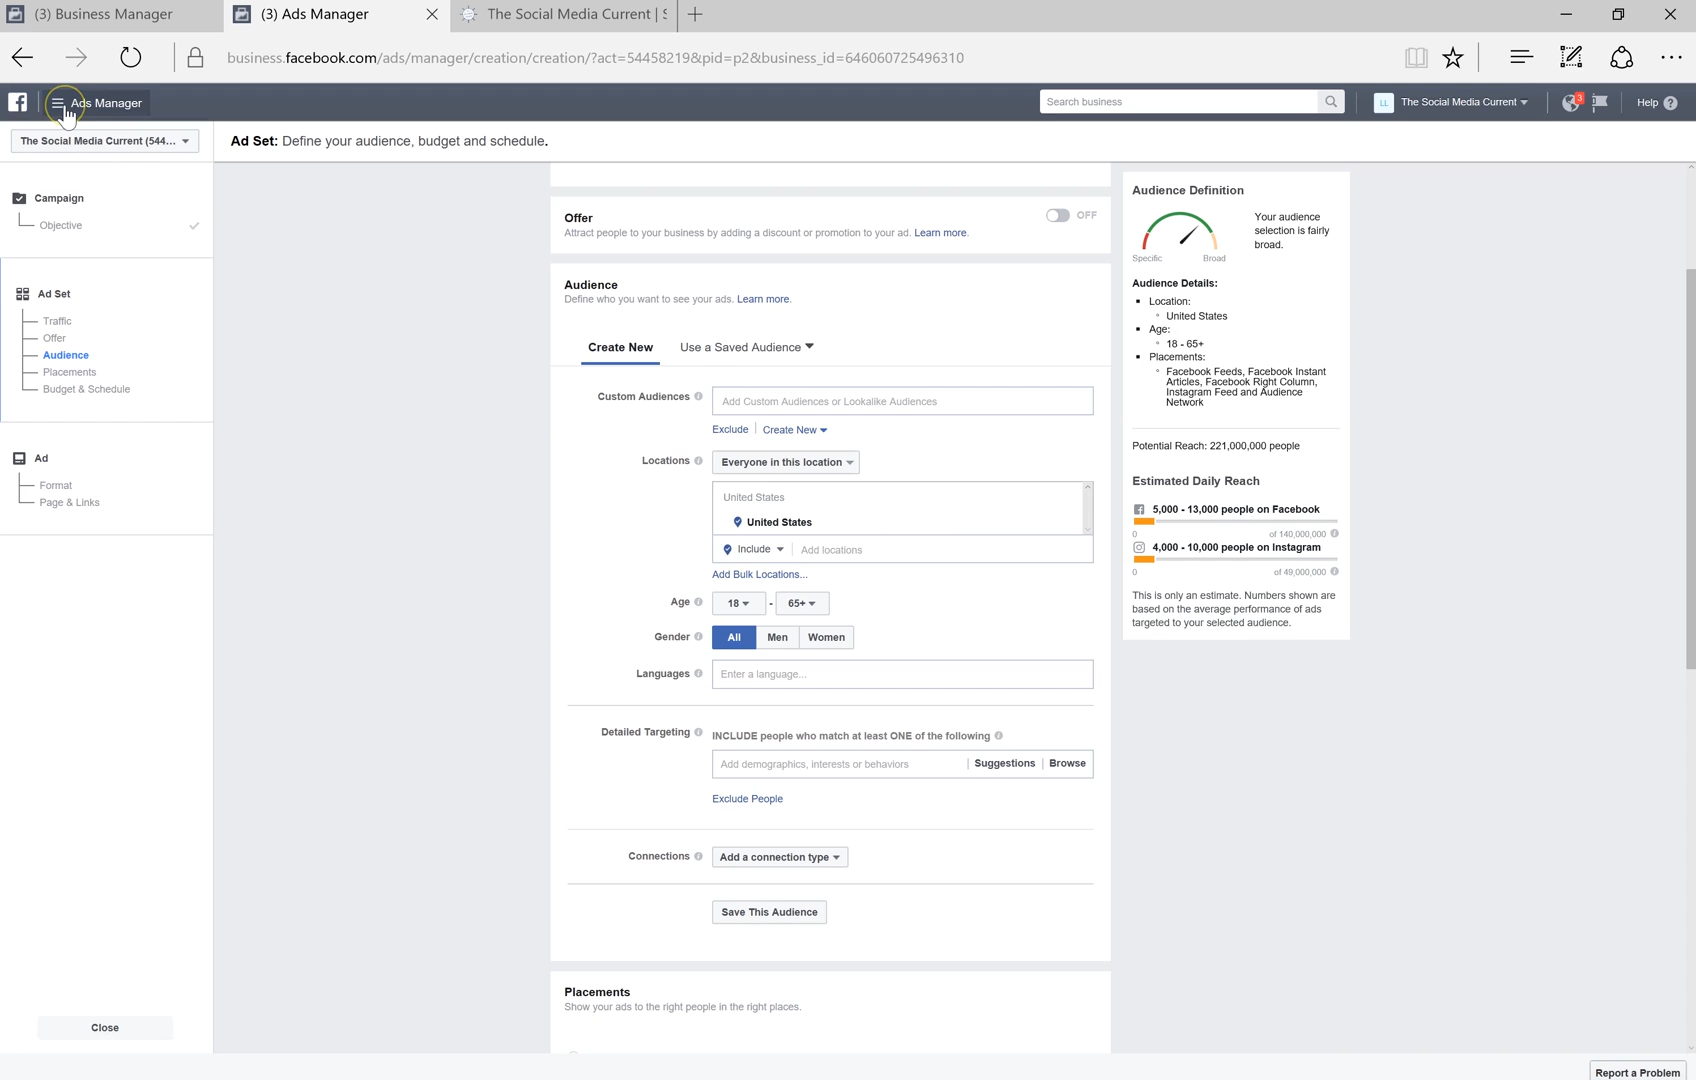 (3) Business Manager
(3) Ads Manager
The Social Media Current |
business.facebook.com/ads/manager/creation/creation/?act=54458219&pid=p2&business_id=646060725496310
Ads Manager
Search business
LL
The Social Media Current
3
Help
The Social Media Current (544...
Ad Set: Define your audience, budget and schedule.
Campaign
Objective
Ad Set
Traffic
Offer
Audience
Placements
Budget & Schedule
Ad
Format
Page & Links
Close
Offer
OFF
Attract people to your business by adding a discount or promotion to your ad. Learn more.
Audience
Define who you want to see your ads. Learn more.
Create New
Use a Saved Audience
Custom Audiences
Add Custom Audiences or Lookalike Audiences
Exclude | Create New
Locations
Everyone in this location
United States
United States
Include
Add locations
Add Bulk Locations...
Age
18 - 65+
Gender
All Men Women
Languages
Enter a language...
Detailed Targeting
INCLUDE people who match at least ONE of the following
Add demographics, interests or behaviors | Suggestions | Browse
Exclude People
Connections
Add a connection type
Save This Audience
Placements
Show your ads to the right people in the right places.
Audience Definition
Your audience
selection is fairly
broad.
Specific
Broad
Audience Details:
Location:
United States
Age:
18 - 65+
Placements:
Facebook Feeds, Facebook Instant
Articles, Facebook Right Column,
Instagram Feed and Audience
Network
Potential Reach: 221,000,000 people
Estimated Daily Reach
5,000 - 13,000 people on Facebook
0
of 140,000,000
4,000 - 10,000 people on Instagram
0
of 49,000,000
This is only an estimate. Numbers shown are
based on the average performance of ads
targeted to your selected audience.
Report a Problem